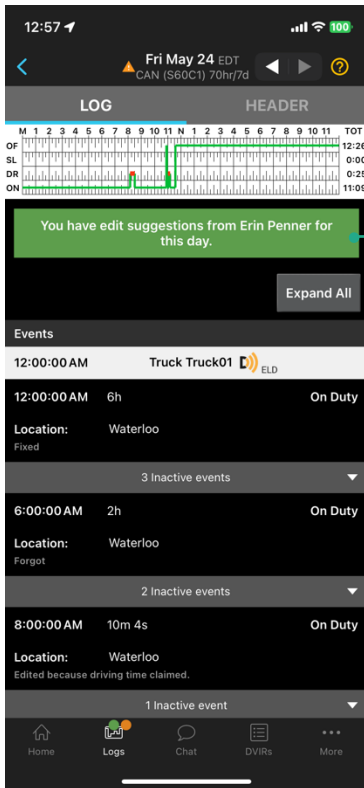 12:57
100
Fri May 24 EDT
CAN (S60C1) 70hr/7d
LOG HEADER
M 1 2 3 4 5 6 7 8 9 10 11 N 1 2 3 4 5 6 7 8 9 10 11 TOT
OF 12:26
SL 0:00
DR 0:25
ON 11:09
You have edit suggestions from Erin Penner for
this day.
Expand All
Events
12:00:00 AM Truck Truck01 ELD
12:00:00 AM 6h On Duty
Location: Waterloo
Fixed
3 Inactive events
6:00:00 AM 2h On Duty
Location: Waterloo
Forgot
2 Inactive events
8:00:00 AM 10m 4s On Duty
Location: Waterloo
Edited because driving time claimed.
1 Inactive event
Home Logs Chat DVIRs More